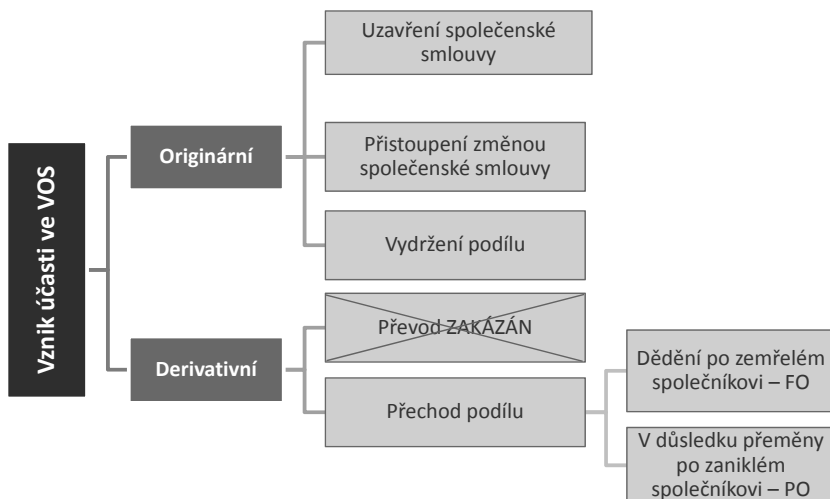 Vznik účasti ve VOS
Originární
Uzavření společenské
smlouvy
Přistoupení změnou
společenské smlouvy
Vydržení podílu
Derivativní
Převod ZAKÁZÁN
Přechod podílu
Dědění po zemřelém
společníkovi – FO
V důsledku přeměny
po zaniklém
společníkovi – PO